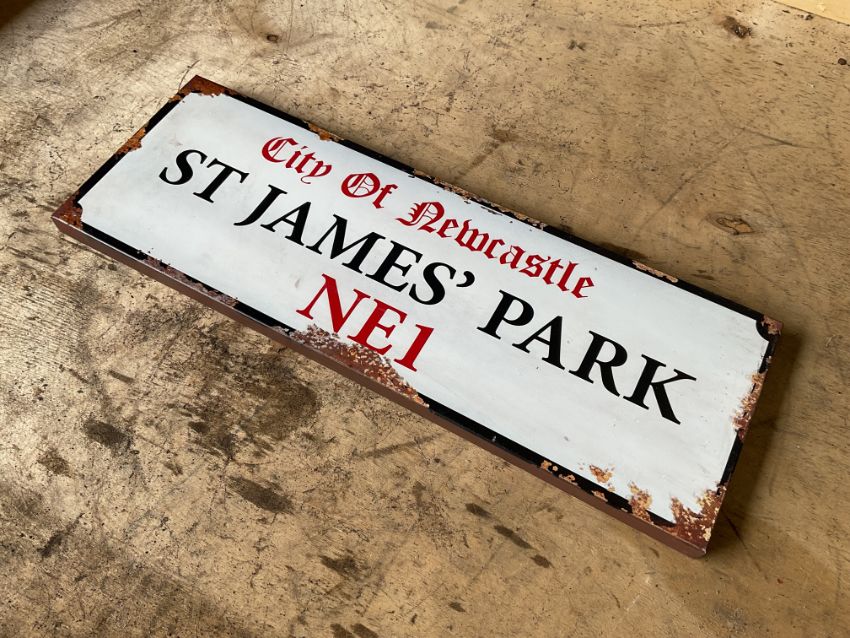 City Of Newcastle
ST JAMES’ PARK
NE1